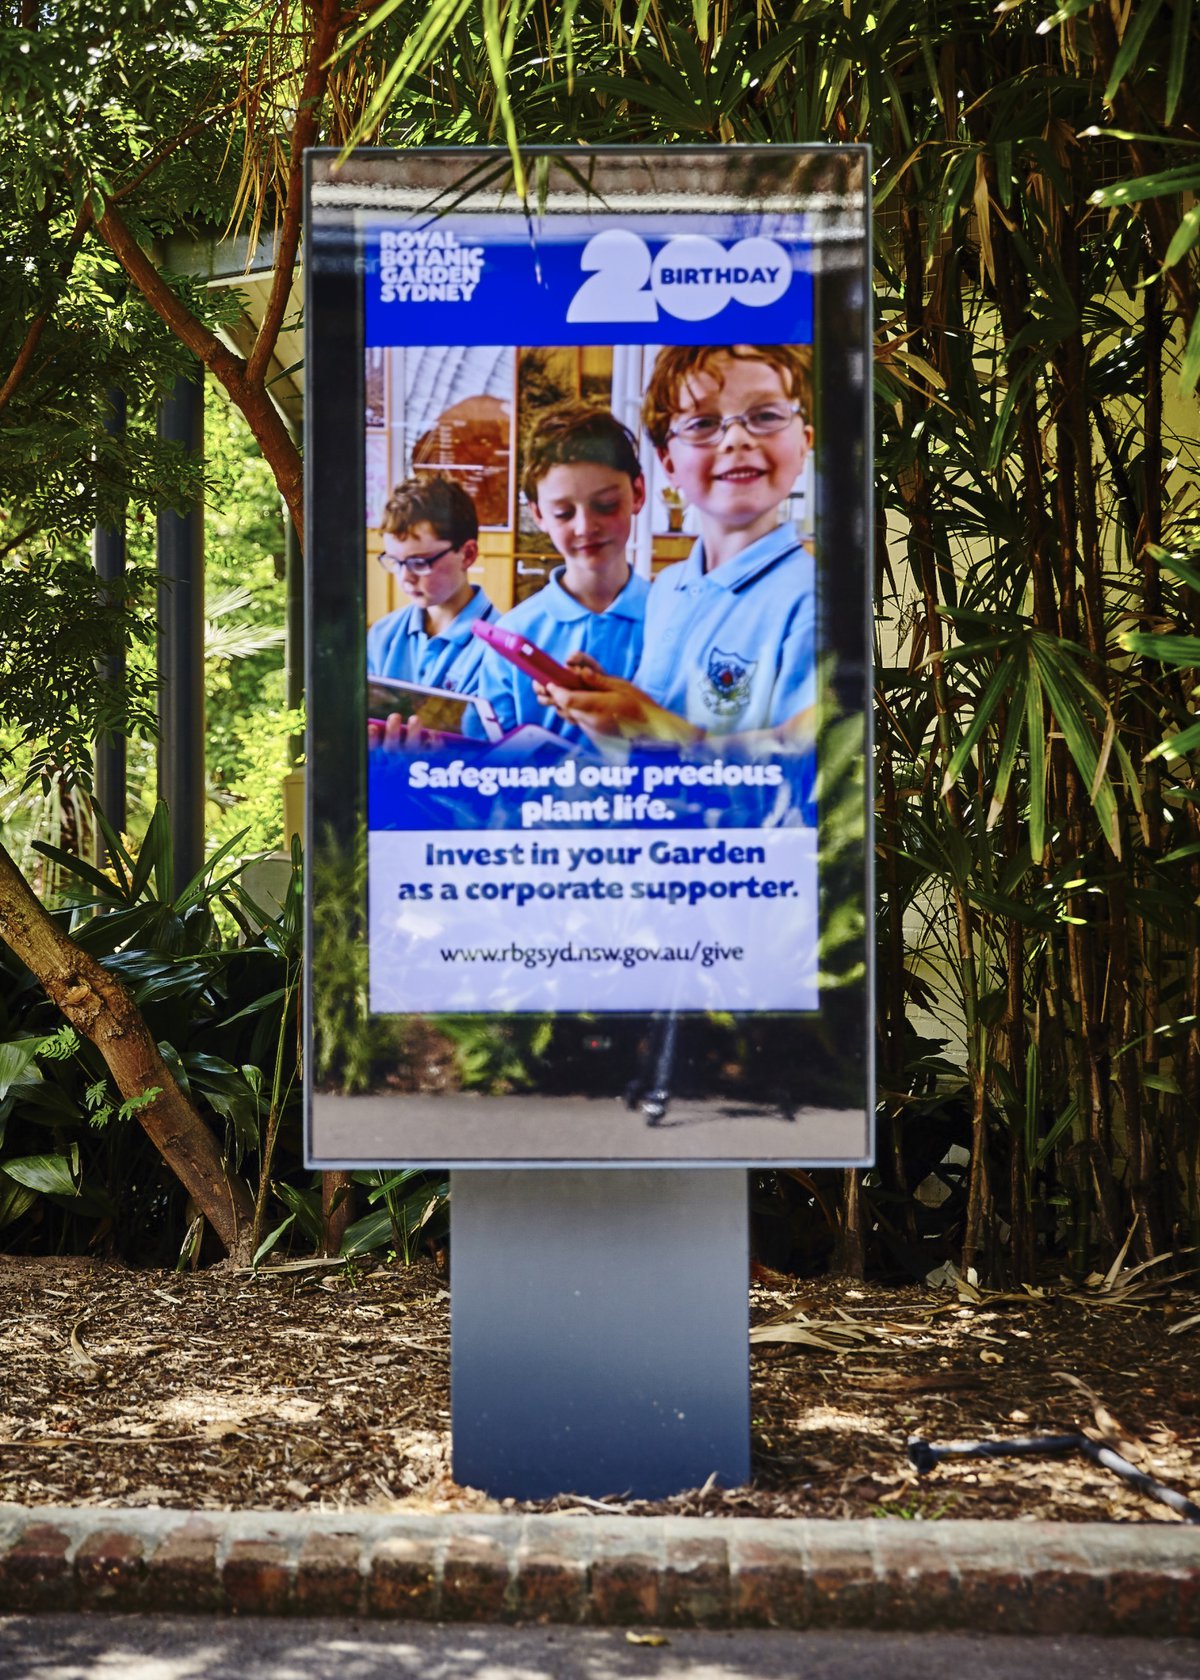 ROYAL
BOTANIC
GARDEN
SYDNEY
200
BIRTHDAY
Safeguard our precious
plant life.
Invest in your Garden
as a corporate supporter.
www.rbgsyd.nsw.gov.au/give